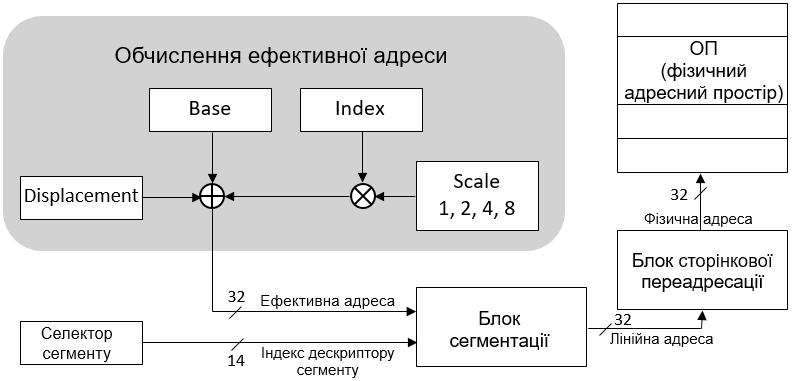 Обчислення ефективної адреси
Base
Index
Displacement
Scale
1, 2, 4, 8
ОП
(фізичний
адресний простір)
32
Фізична адреса
Блок сторінкової
переадресації
32
Ефективна адреса
Блок
сегментації
32
Лінійна адреса
Селектор
сегменту
14
Індекс дескриптору
сегменту